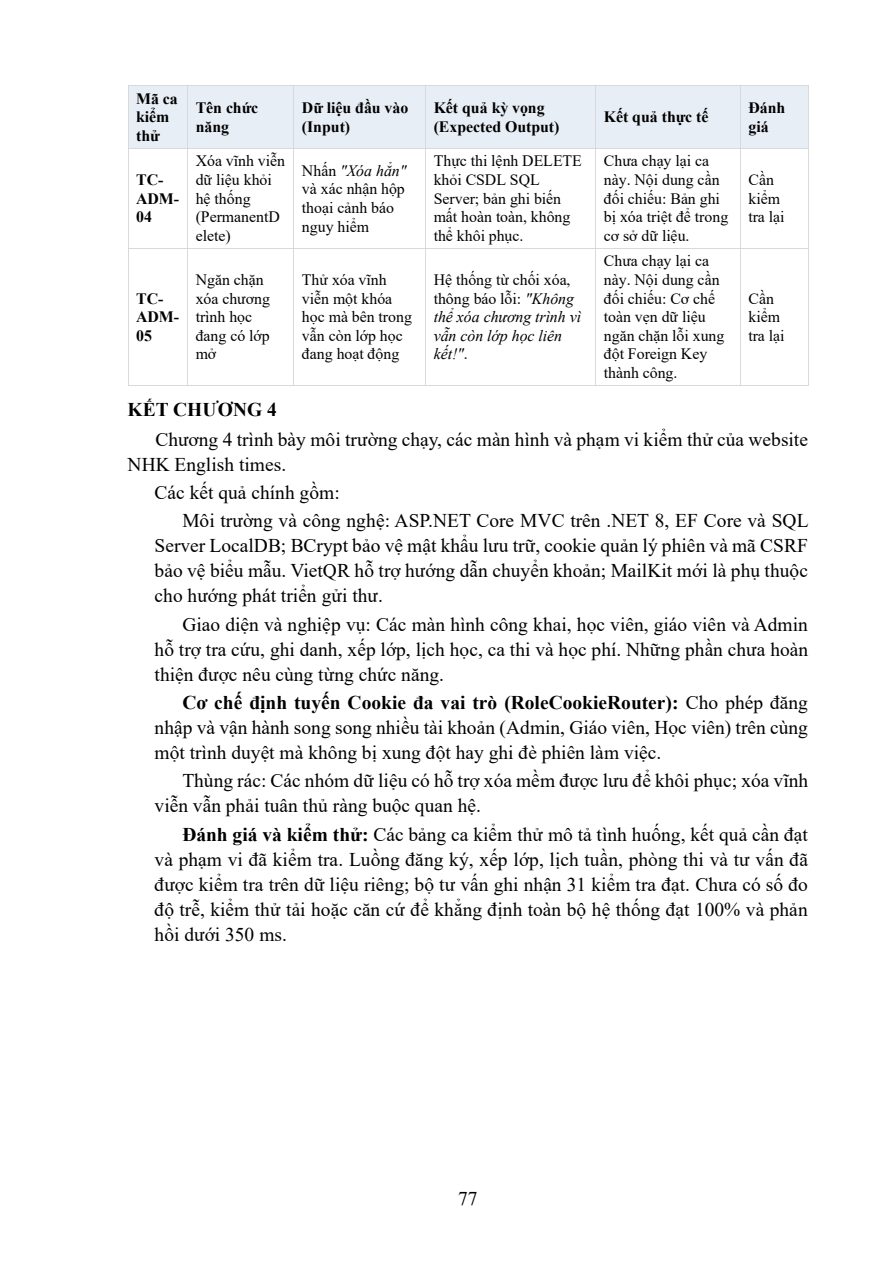 Mã ca kiểm thử
Tên chức năng
Dữ liệu đầu vào (Input)
Kết quả kỳ vọng (Expected Output)
Kết quả thực tế
Đánh giá
TC-
ADM-
04
Xóa vĩnh viễn
dữ liệu khỏi
hệ thống
(PermanentD
elete)
Nhấn "Xóa hẳn"
và xác nhận hộp
thoại cảnh báo
nguy hiểm
Thực thi lệnh DELETE
khỏi CSDL SQL
Server; bản ghi biến
mất hoàn toàn, không
thể khôi phục.
Chưa chạy lại ca
này. Nội dung cần
đối chiếu: Bản ghi
bị xóa triệt để trong
cơ sở dữ liệu.
Cần
kiểm
tra lại
TC-
ADM-
05
Ngăn chặn
xóa chương
trình học
đang có lớp
mở
Thử xóa vĩnh
viễn một khóa
học mà bên trong
vẫn còn lớp học
đang hoạt động
Hệ thống từ chối xóa,
thông báo lỗi: "Không
thể xóa chương trình vì
vẫn còn lớp học liên
kết!".
Chưa chạy lại ca
này. Nội dung cần
đối chiếu: Cơ chế
toàn vẹn dữ liệu
ngăn chặn lỗi xung
đột Foreign Key
thành công.
Cần
kiểm
tra lại
KẾT CHƯƠNG 4
Chương 4 trình bày môi trường chạy, các màn hình và phạm vi kiểm thử của website
NHK English times.
Các kết quả chính gồm:
Môi trường và công nghệ: ASP.NET Core MVC trên .NET 8, EF Core và SQL
Server LocalDB; BCrypt bảo vệ mật khẩu lưu trữ, cookie quản lý phiên và mã CSRF
bảo vệ biểu mẫu. VietQR hỗ trợ hướng dẫn chuyển khoản; MailKit mới là phụ thuộc
cho hướng phát triển gửi thư.
Giao diện và nghiệp vụ: Các màn hình công khai, học viên, giáo viên và Admin
hỗ trợ tra cứu, ghi danh, xếp lớp, lịch học, ca thi và học phí. Những phần chưa hoàn
thiện được nêu cùng từng chức năng.
Cơ chế định tuyến Cookie đa vai trò (RoleCookieRouter): Cho phép đăng
nhập và vận hành song song nhiều tài khoản (Admin, Giáo viên, Học viên) trên cùng
một trình duyệt mà không bị xung đột hay ghi đè phiên làm việc.
Thùng rác: Các nhóm dữ liệu có hỗ trợ xóa mềm được lưu để khôi phục; xóa vĩnh
viễn vẫn phải tuân thủ ràng buộc quan hệ.
Đánh giá và kiểm thử: Các bảng ca kiểm thử mô tả tình huống, kết quả cần đạt
và phạm vi đã kiểm tra. Luồng đăng ký, xếp lớp, lịch tuần, phòng thi và tư vấn đã
được kiểm tra trên dữ liệu riêng; bộ tư vấn ghi nhận 31 kiểm tra đạt. Chưa có số đo
độ trễ, kiểm thử tải hoặc căn cứ để khẳng định toàn bộ hệ thống đạt 100% và phản
hồi dưới 350 ms.
77